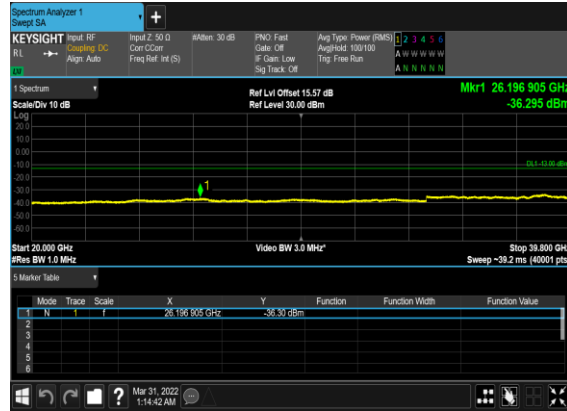 Spectrum Analyzer 1
Swept SA
+
KEYSIGHT Input: RF Input Z: 50 Ω #Atten: 30 dB PNO: Fast Avg Type: Power (RMS) 1 2 3 4 5 6
RL Coupling: DC Corr CCorr Gate: Off Avg|Hold: 100/100 A W W W W W
Align: Auto Freq Ref: Int (S) IF Gain: Low Trig: Free Run
Sig Track: Off A N N N N N
1 Spectrum Ref Lvl Offset 15.57 dB Mkr1 26.196 905 GHz
Scale/Div 10 dB Ref Level 30.00 dBm -36.295 dBm
Log
20.0
10.0
0.00
-10.0 DL1 -13.00 dBm
-20.0
-30.0 1
-40.0
-50.0
-60.0
Start 20.000 GHz Video BW 3.0 MHz* Stop 39.800 GHz
#Res BW 1.0 MHz Sweep ~39.2 ms (40001 pts)
5 Marker Table
Mode Trace Scale X Y Function Function Width Function Value
1 N 1 f 26.196 905 GHz -36.30 dBm
2
3
4
5
6
? Mar 31, 2022
1:14:42 AM